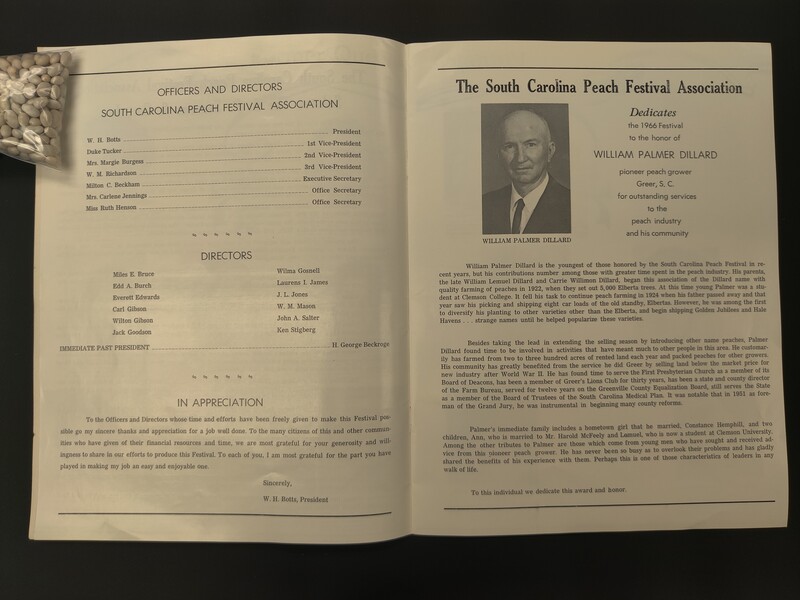 OFFICERS AND DIRECTORS
SOUTH CAROLINA PEACH FESTIVAL ASSOCIATION
W. H. Botts President
Duke Tucker 1st Vice-President
Mrs. Margie Burgess 2nd Vice-President
W. M. Richardson 3rd Vice-President
Milton C. Beckham Executive Secretary
Mrs. Carlene Jennings Office Secretary
Miss Ruth Henson Office Secretary
DIRECTORS
Miles E. Bruce Wilma Gosnell
Edd A. Burch Laurens I. James
Everett Edwards J. L. Jones
Carl Gibson W. M. Mason
Wilton Gibson John A. Salter
Jack Goodson Ken Stigberg
IMMEDIATE PAST PRESIDENT H. George Beckrogs
IN APPRECIATION
To the Officers and Directors whose time and efforts have been freely given to make this Festival pos-
sible go my sincere thanks and appreciation for a job well done. To the many citizens of this and other commun-
ities who have given of their financial resources and time, we are most grateful for your generosity and will-
ingness to share in our efforts to produce this Festival. To each of you, I am most grateful for the part you have
played in making my job an easy and enjoyable one.
Sincerely,
W. H. Botts, President
The South Carolina Peach Festival Association
Dedicates
the 1966 Festival
to the honor of
WILLIAM PALMER DILLARD
pioneer peach grower
Greer, S. C.
for outstanding services
to the
peach industry
and his community
WILLIAM PALMER DILLARD
William Palmer Dillard is the youngest of those honored by the South Carolina Peach Festival in re-
cent years, but his contributions number among those with greater time spent in the peach industry. His parents,
the late William Lemuel Dillard and Carrie Willimon Dillard, began this association of the Dillard name with
quality farming of peaches in 1922, when they set out 5,000 Elberta trees. At this time young Palmer was a stu-
dent at Clemson College. It fell his task to continue peach farming in 1924 when his father passed away and that
year saw his picking and shipping eight car loads of the old standby, Elbertas. However, he was among the first
to diversify his planting to other varieties other than the Elberta, and begin shipping Golden Jubilees and Hale
Havens . . . strange names until he helped popularize these varieties.
Besides taking the lead in extending the selling season by introducing other name peaches, Palmer
Dillard found time to be involved in activities that have meant much to other people in this area. He customar-
ily has farmed from two to three hundred acres of rented land each year and packed peaches for other growers.
His community has greatly benefited from the service he did Greer by selling land below the market price for
new industry after World War II. He has found time to serve the First Presbyterian Church as a member of its
Board of Deacons, has been a member of Greer's Lions Club for thirty years, has been a state and county director
of the Farm Bureau, served for twelve years on the Greenville County Equalization Board, still serves the State
as a member of the Board of Trustees of the South Carolina Medical Plan. It was notable that in 1951 as fore-
man of the Grand Jury, he was instrumental in beginning many county reforms.
Palmer's immediate family includes a hometown girl that he married, Constance Hemphill, and two
children, Ann, who is married to Mr. Harold McFeely and Lemuel, who is now a student at Clemson University.
Among the other tributes to Palmer are those which come from young men who have sought and received ad-
vice from this pioneer peach grower. He has never been so busy as to overlook their problems and has gladly
shared the benefits of his experience with them. Perhaps this is one of those characteristics of leaders in any
walk of life.
To this individual we dedicate this award and honor.